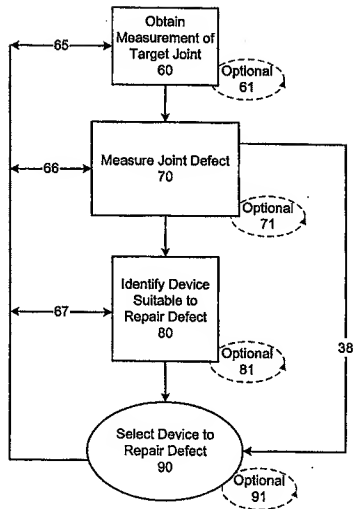 Obtain
Measurement of
Target Joint
60
65
Optional
61
Measure Joint Defect
70
66
Optional
71
Identify Device
Suitable to
Repair Defect
80
67
Optional
81
38
Select Device to
Repair Defect
90
Optional
91